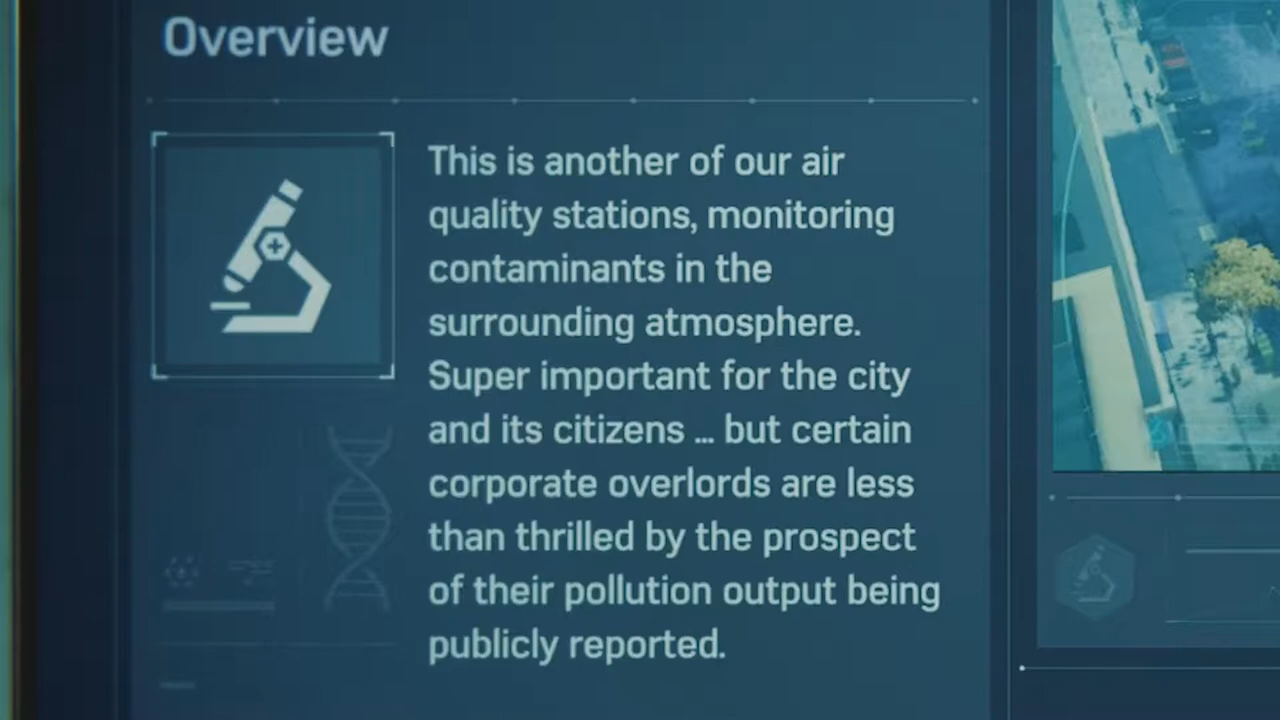 Overview
This is another of our air
quality stations, monitoring
contaminants in the
surrounding atmosphere.
Super important for the city
and its citizens ... but certain
corporate overlords are less
than thrilled by the prospect
of their pollution output being
publicly reported.